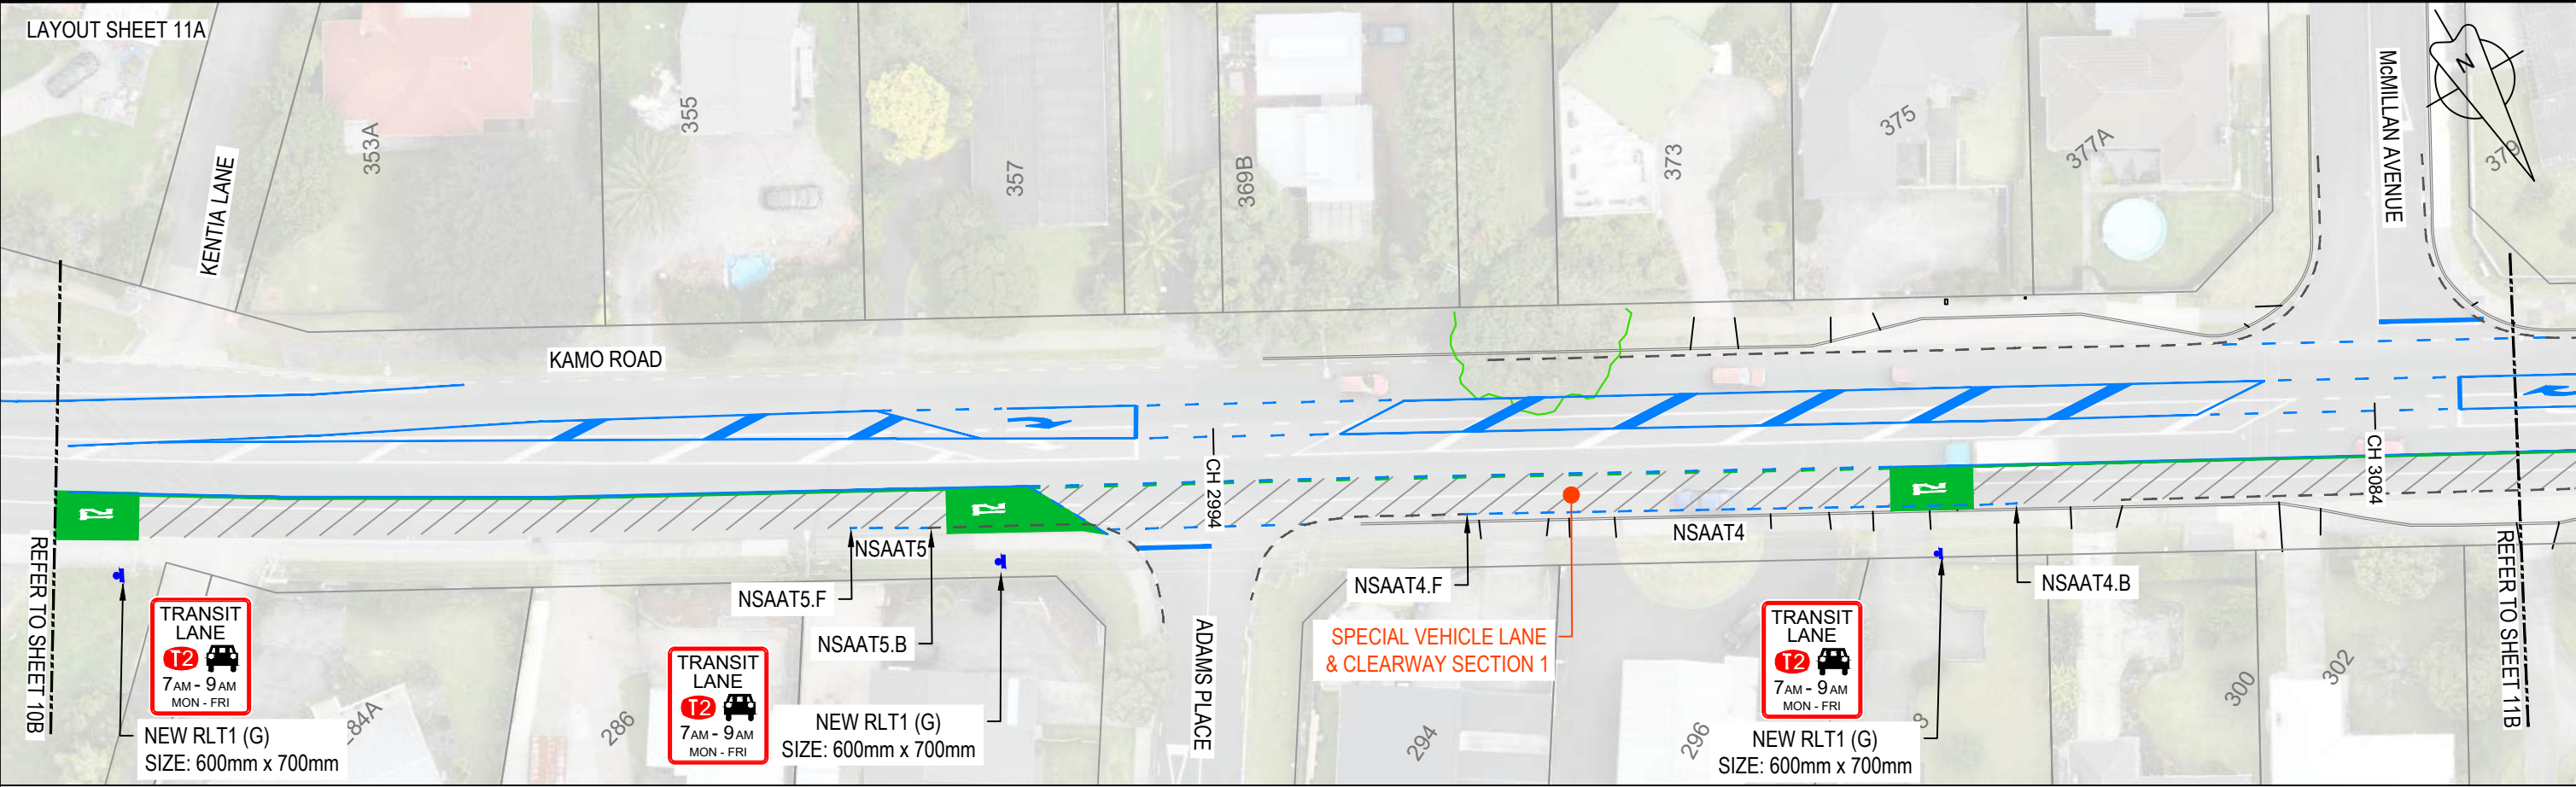 LAYOUT SHEET 11A
KENTIA LANE
353A
355
357
369B
373
375
377A
McMILLAN AVENUE
379
N
KAMO ROAD
CH 2994
CH 3084
REFER TO SHEET 10B
REFER TO SHEET 11B
T2
T2
T2
NSAAT5
NSAAT5.F
NSAAT5.B
NSAAT4
NSAAT4.F
NSAAT4.B
ADAMS PLACE
SPECIAL VEHICLE LANE
& CLEARWAY SECTION 1
TRANSIT
LANE
T2
7AM - 9AM
MON - FRI
NEW RLT1 (G)
SIZE: 600mm x 700mm
TRANSIT
LANE
T2
7AM - 9AM
MON - FRI
NEW RLT1 (G)
SIZE: 600mm x 700mm
TRANSIT
LANE
T2
7AM - 9AM
MON - FRI
NEW RLT1 (G)
SIZE: 600mm x 700mm
286
294
296
300
302